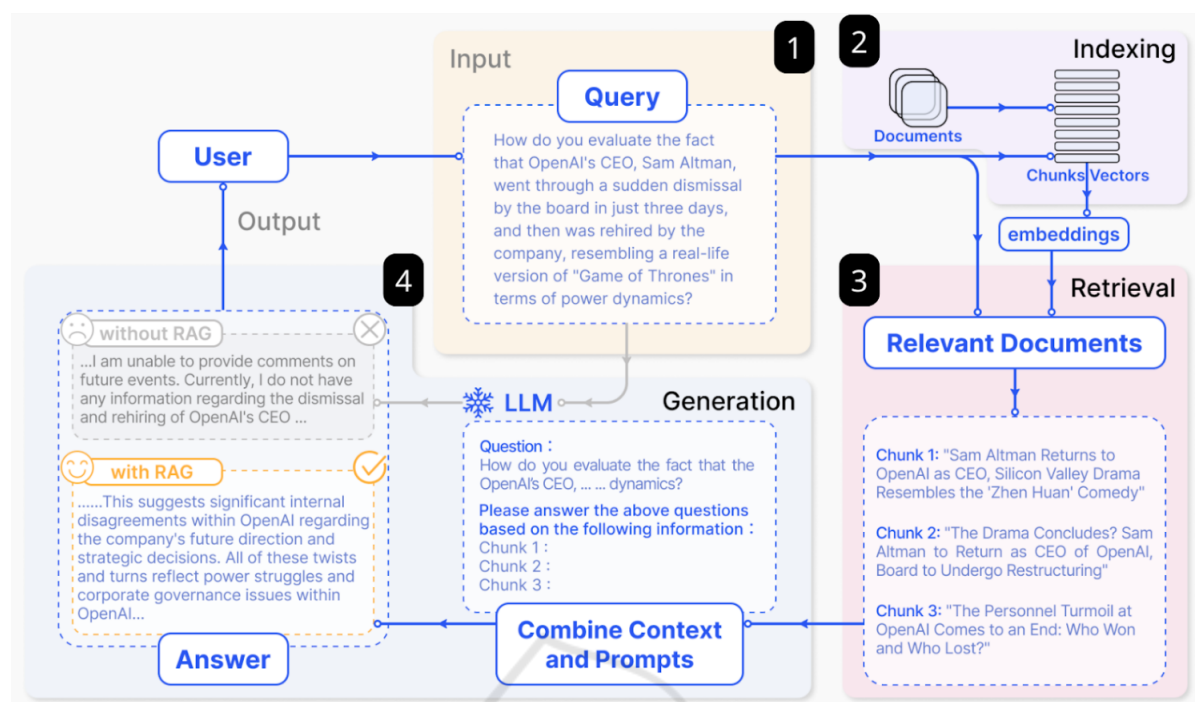 Input
1
2
Indexing
Query
Documents
Chunks Vectors
User
How do you evaluate the fact
that OpenAI's CEO, Sam Altman,
went through a sudden dismissal
by the board in just three days,
and then was rehired by the
company, resembling a real-life
version of "Game of Thrones" in
terms of power dynamics?
Output
embeddings
4
3
Retrieval
Relevant Documents
without RAG
...I am unable to provide comments on
future events. Currently, I do not have
any information regarding the dismissal
and rehiring of OpenAI's CEO ...
LLM
Generation
Question :
How do you evaluate the fact that the
OpenAI's CEO, ... ... dynamics?
Please answer the above questions
based on the following information :
Chunk 1 :
Chunk 2 :
Chunk 3 :
Chunk 1: "Sam Altman Returns to
OpenAI as CEO, Silicon Valley Drama
Resembles the 'Zhen Huan' Comedy"
Chunk 2: "The Drama Concludes? Sam
Altman to Return as CEO of OpenAI,
Board to Undergo Restructuring"
Chunk 3: "The Personnel Turmoil at
OpenAI Comes to an End: Who Won
and Who Lost?"
with RAG
......This suggests significant internal
disagreements within OpenAI regarding
the company's future direction and
strategic decisions. All of these twists
and turns reflect power struggles and
corporate governance issues within
OpenAI...
Answer
Combine Context
and Prompts